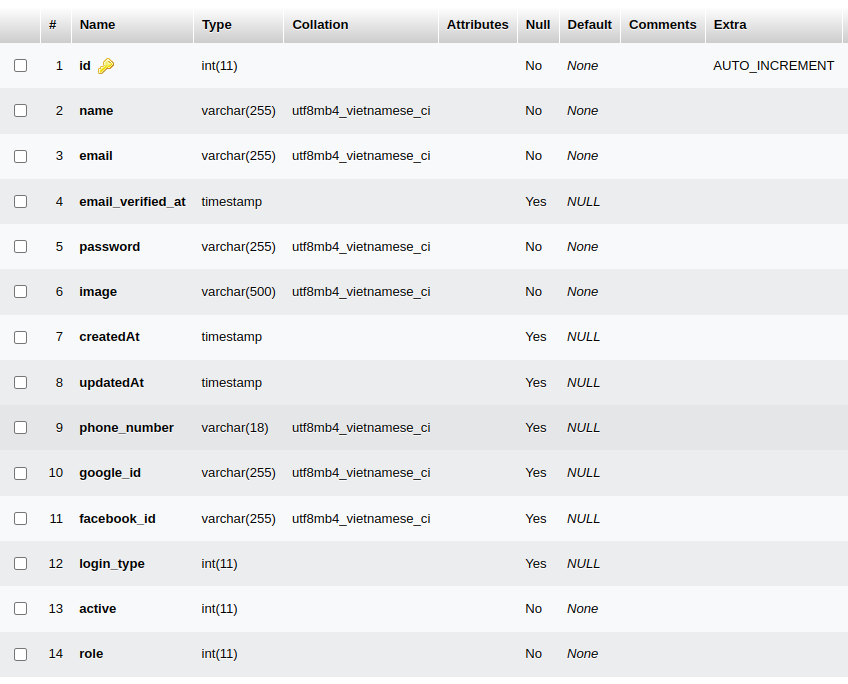 # Name Type Collation Attributes Null Default Comments Extra
1 id int(11) No None AUTO_INCREMENT
2 name varchar(255) utf8mb4_vietnamese_ci No None
3 email varchar(255) utf8mb4_vietnamese_ci No None
4 email_verified_at timestamp Yes NULL
5 password varchar(255) utf8mb4_vietnamese_ci No None
6 image varchar(500) utf8mb4_vietnamese_ci No None
7 createdAt timestamp Yes NULL
8 updatedAt timestamp Yes NULL
9 phone_number varchar(18) utf8mb4_vietnamese_ci Yes NULL
10 google_id varchar(255) utf8mb4_vietnamese_ci Yes NULL
11 facebook_id varchar(255) utf8mb4_vietnamese_ci Yes NULL
12 login_type int(11) Yes NULL
13 active int(11) No None
14 role int(11) No None